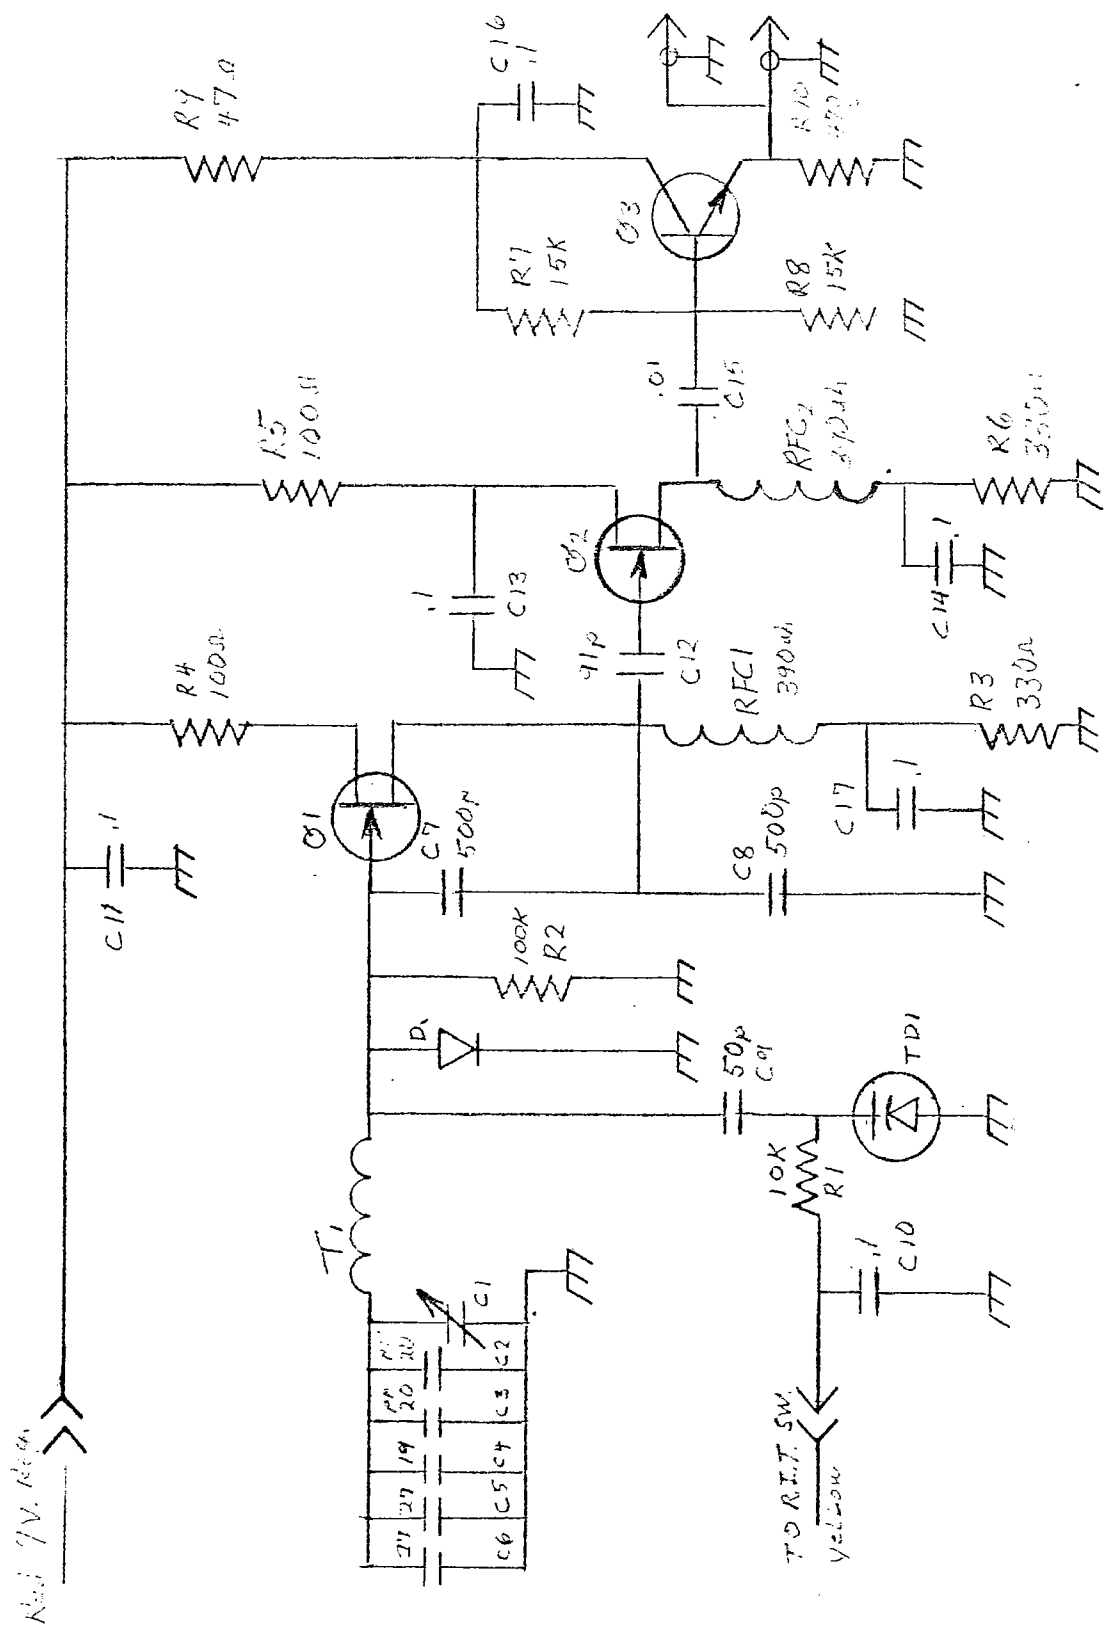 C11 .1
R4
100Ω
R5
100Ω
R9
47Ω
C16
.1
Q1
C7
500p
.1
C13
Q2
41p
C12
.01
C15
R7
15K
Q3
R8
15K
R10
T1
C1
C2
20
C3
20
C4
19
C5
27
C6
27
D1
100K
R2
C8
500p
RFC1
390uh
RFC2
R3
330Ω
C17
.1
C14
.1
R6
50p
C9
10K
R1
TD1
C10
.1
TO R.I.T. SW.
yellow